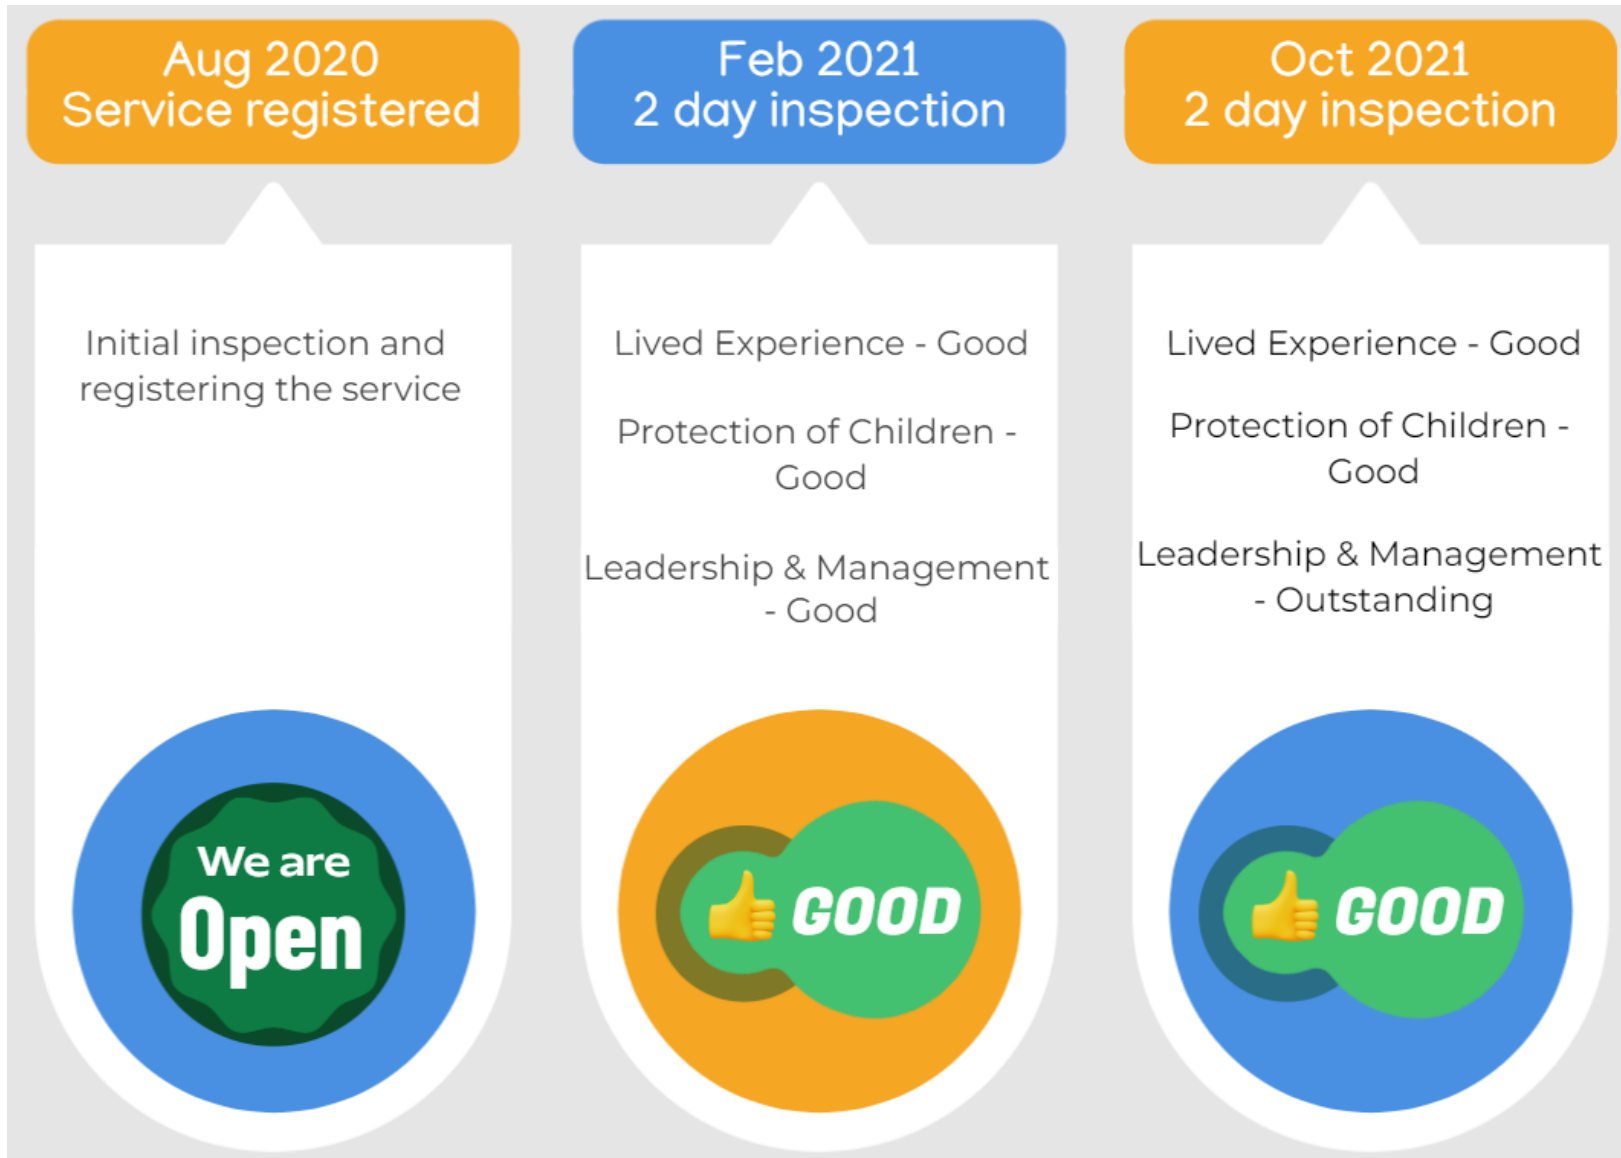 Aug 2020
Service registered
Initial inspection and
registering the service
We are
Open
Feb 2021
2 day inspection
Lived Experience - Good
Protection of Children -
Good
Leadership & Management
- Good
GOOD
Oct 2021
2 day inspection
Lived Experience - Good
Protection of Children -
Good
Leadership & Management
- Outstanding
GOOD